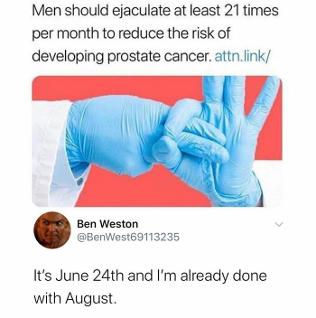 Men should ejaculate at least 21 times
per month to reduce the risk of
developing prostate cancer. attn.link/
Ben Weston
@BenWest69113235
It's June 24th and I'm already done
with August.